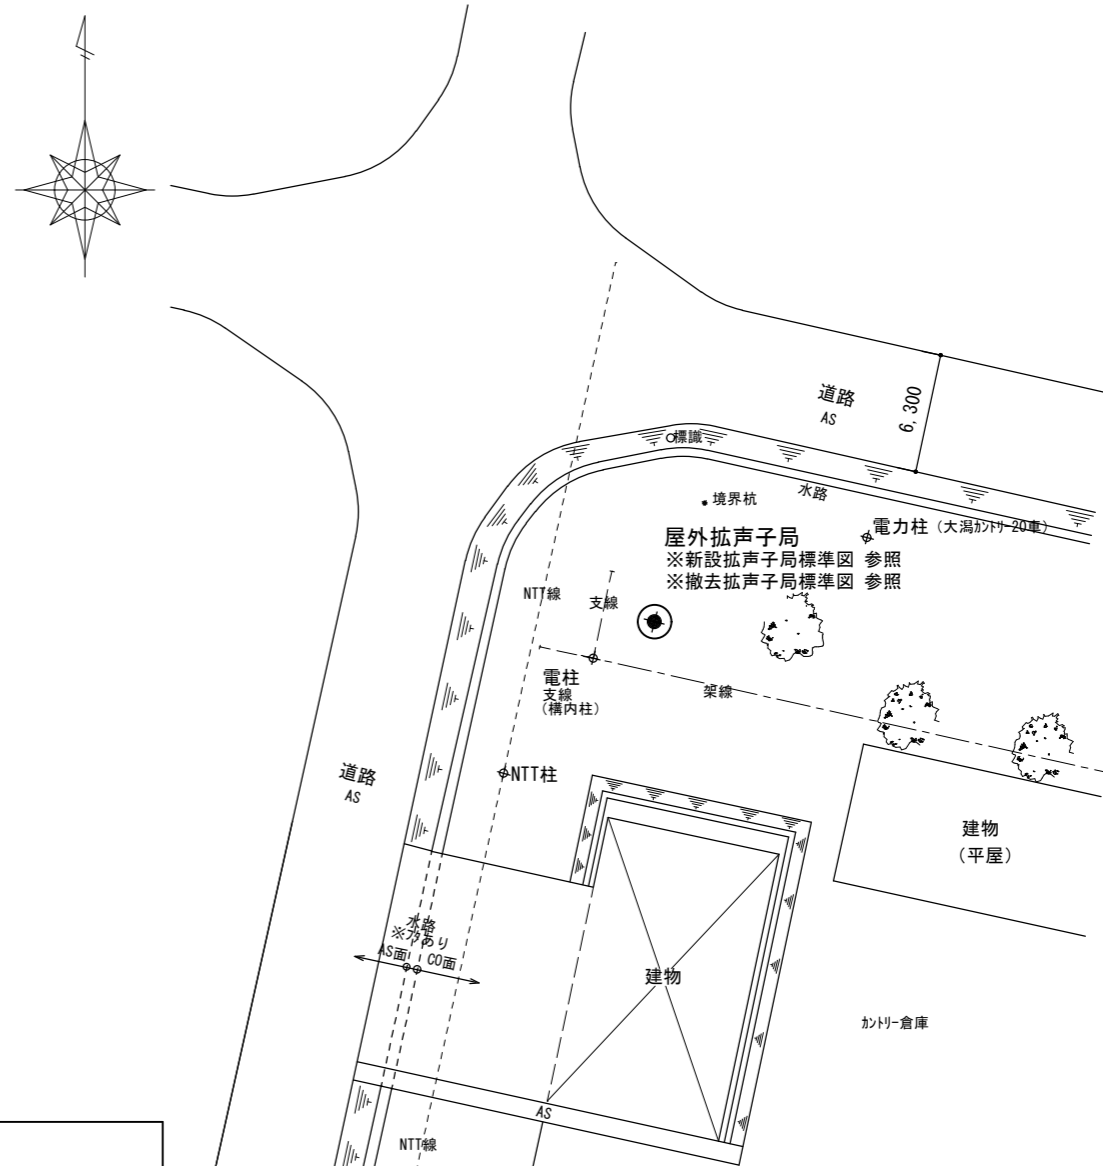 道路
AS
6,300
標識
境界杭
水路
電力柱 (大潟ｶﾝﾄﾘｰ20車)
屋外拡声子局
※新設拡声子局標準図 参照
※撤去拡声子局標準図 参照
NTT線
支線
電柱
支線
(構内柱)
架線
NTT柱
道路
AS
建物
(平屋)
水路
※ﾌﾀあり
AS面
CO面
建物
ｶﾝﾄﾘｰ倉庫
AS
NTT線